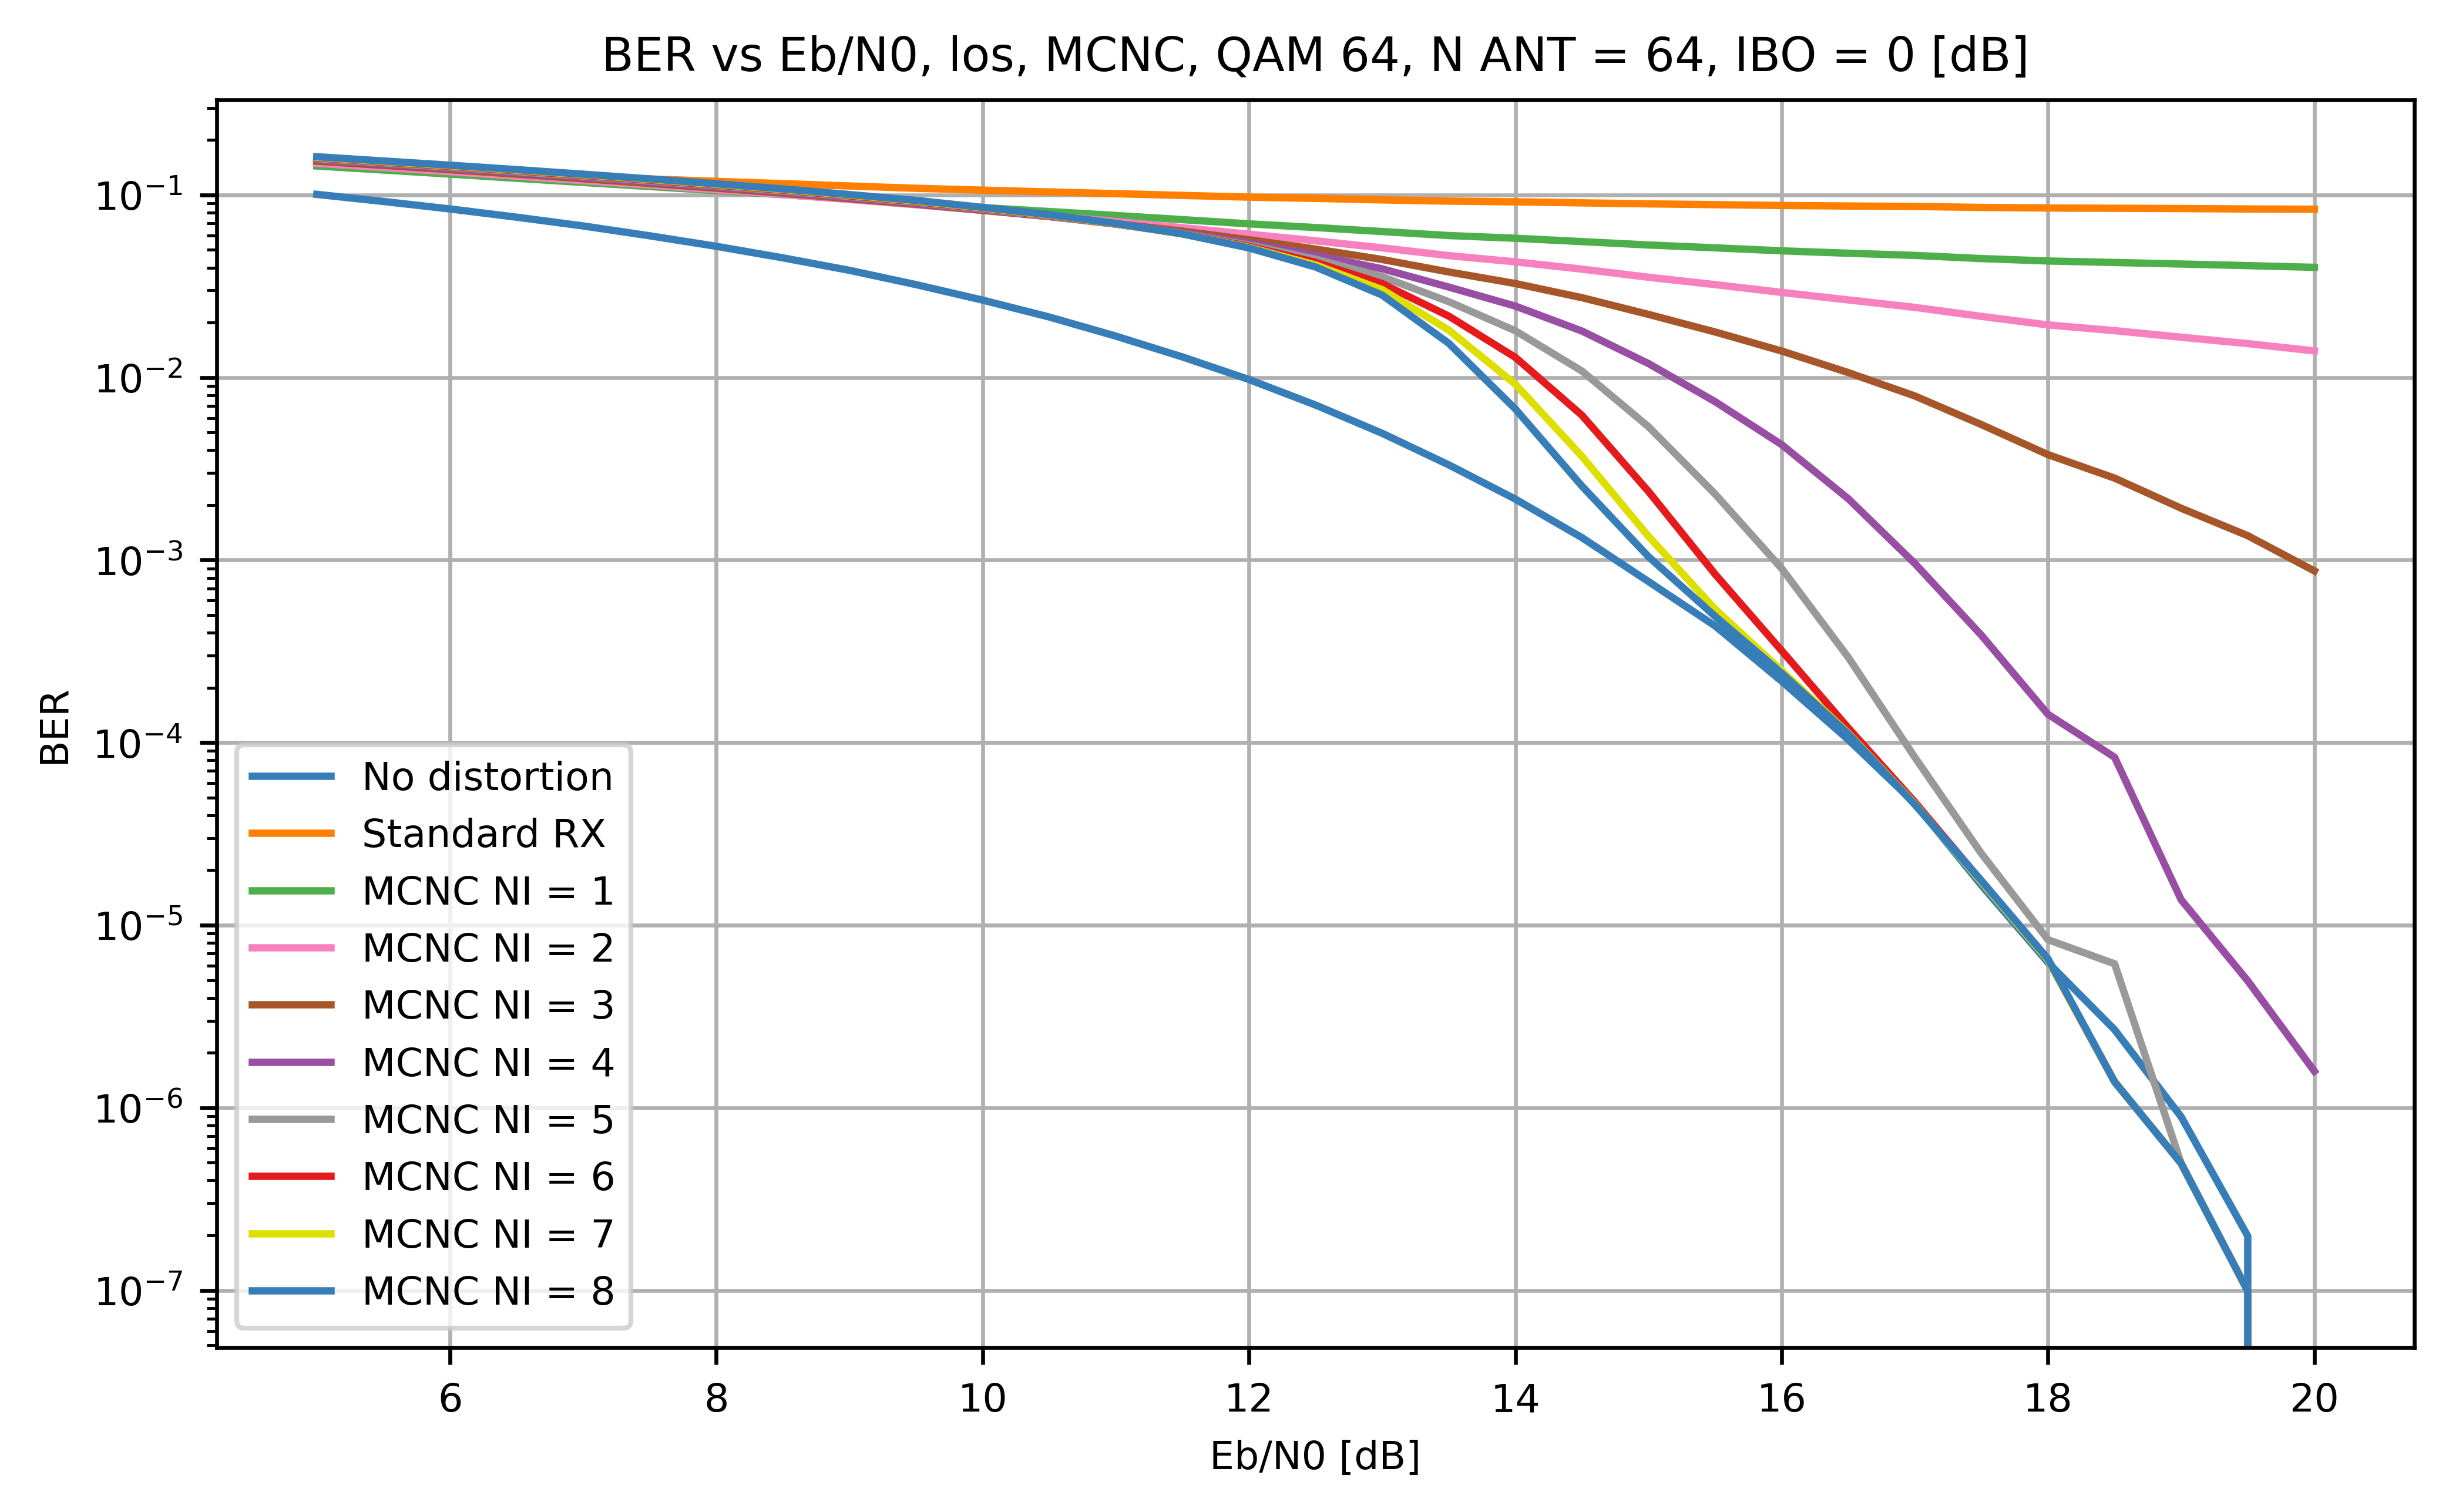 BER vs Eb/N0, los, MCNC, QAM 64, N ANT = 64, IBO = 0 [dB]
10⁻¹
10⁻²
10⁻³
10⁻⁴
10⁻⁵
10⁻⁶
10⁻⁷
BER
No distortion
Standard RX
MCNC NI = 1
MCNC NI = 2
MCNC NI = 3
MCNC NI = 4
MCNC NI = 5
MCNC NI = 6
MCNC NI = 7
MCNC NI = 8
6 8 10 12 14 16 18 20
Eb/N0 [dB]